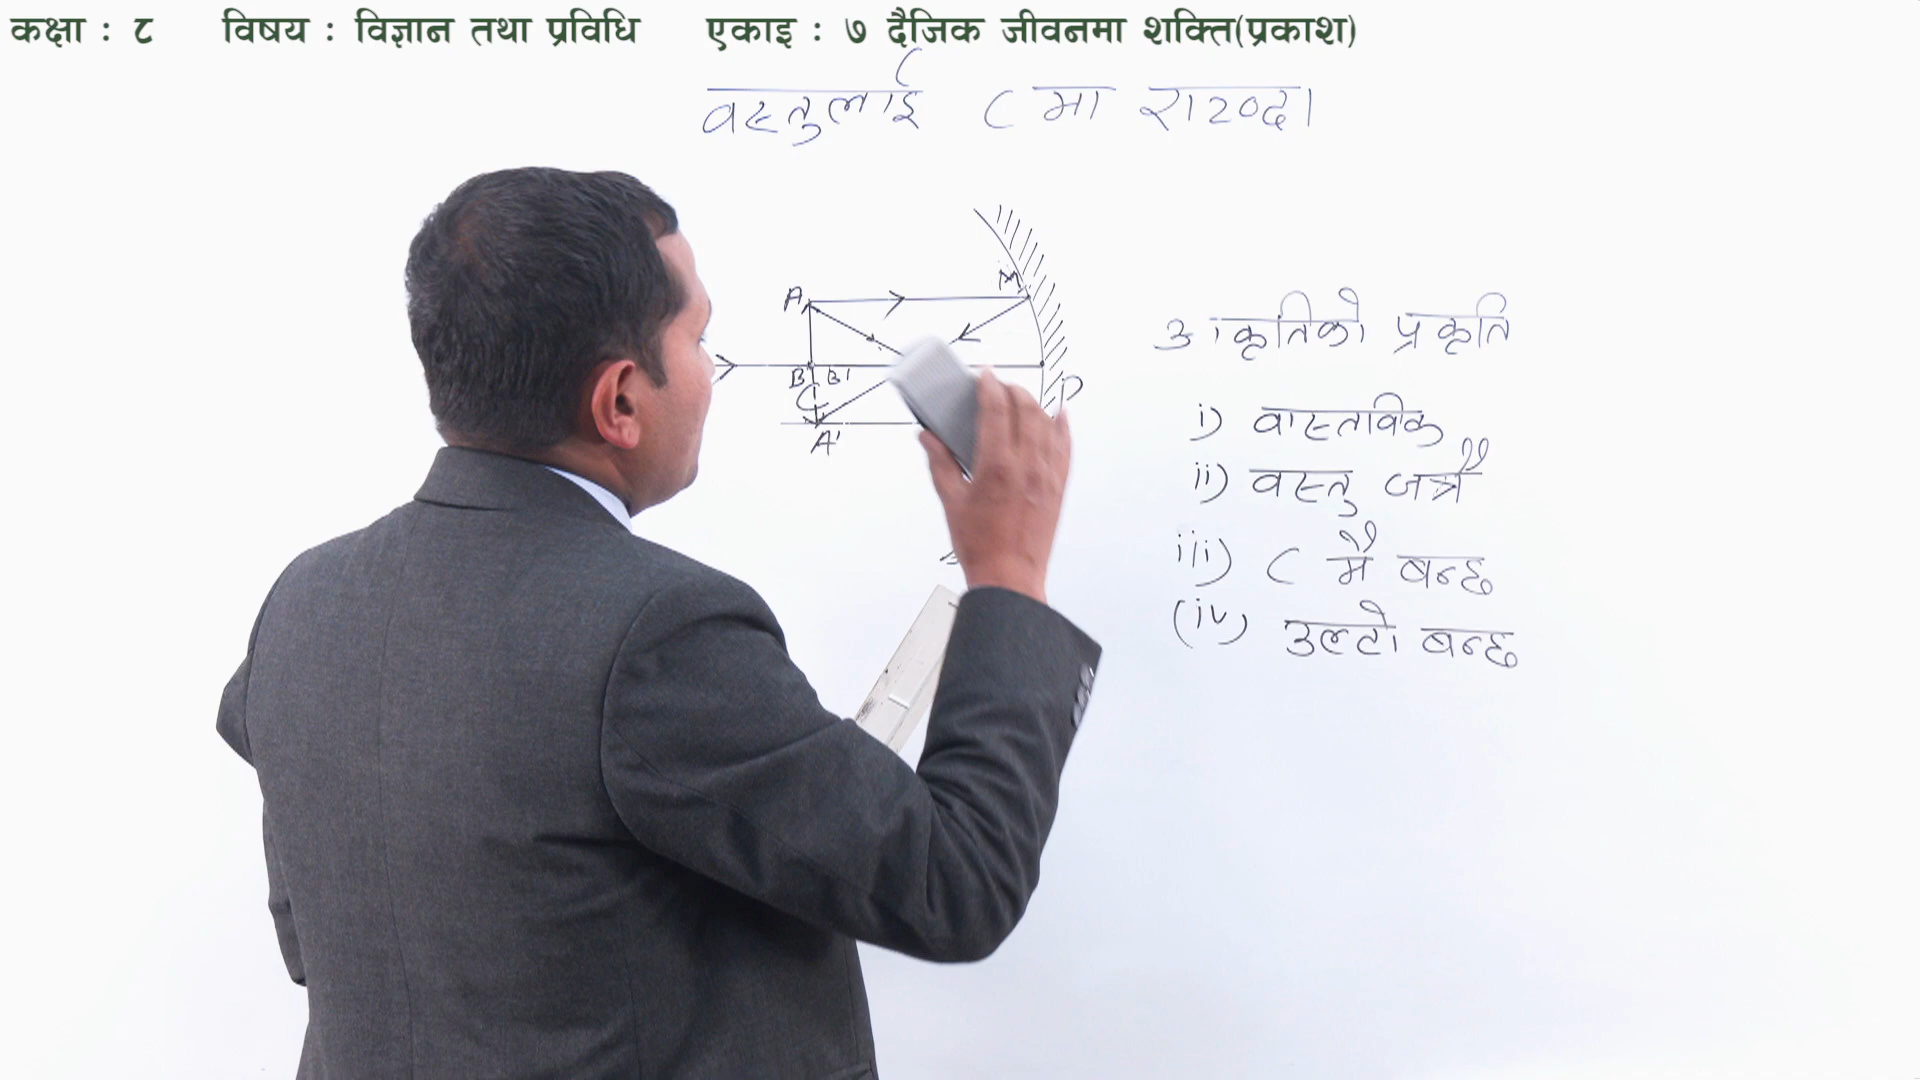 कक्षा : ८ विषय : विज्ञान तथा प्रविधि एकाइ : ७ दैनिक जीवनमा शक्ति(प्रकाश)
वस्तुलाई C मा राख्दा
M
A
B B'
C
P
A'
आकृतिको प्रकृति
i) वास्तविक
ii) वस्तु जत्रै
iii) C मै बन्छ
(iv) उल्टो बन्छ